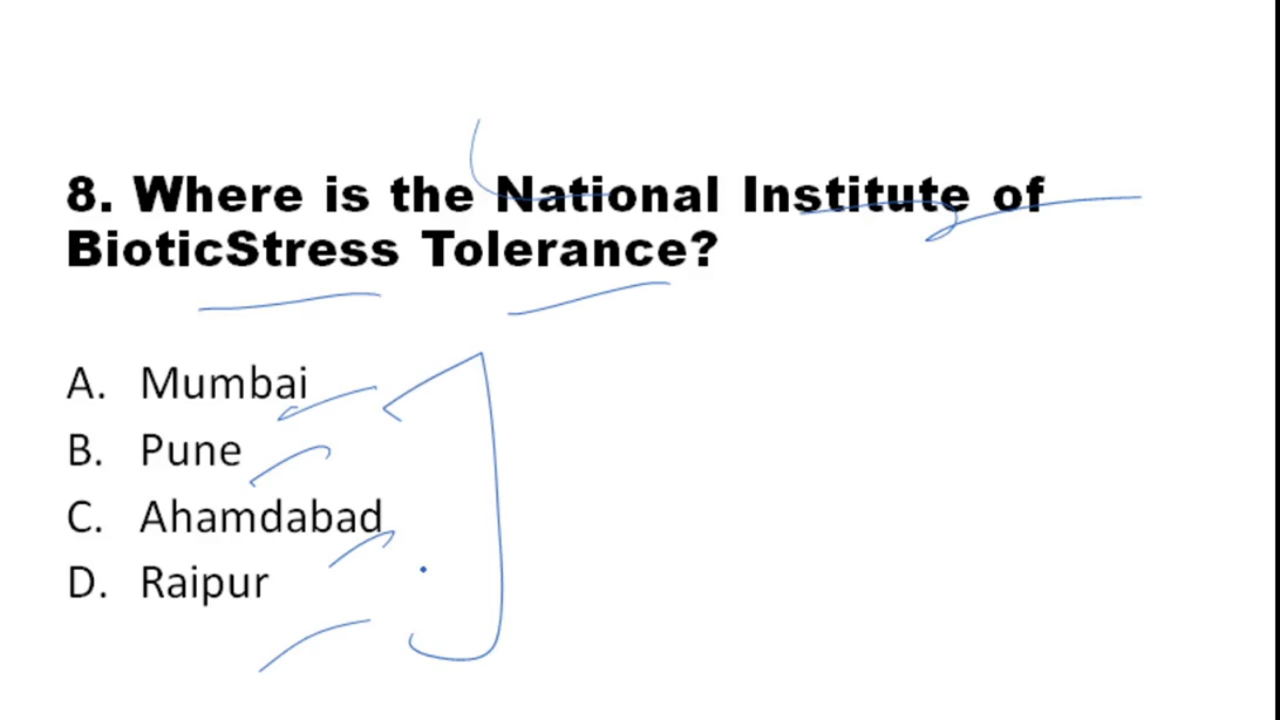 8. Where is the National Institute of
BioticStress Tolerance?
A. Mumbai
B. Pune
C. Ahamdabad
D. Raipur